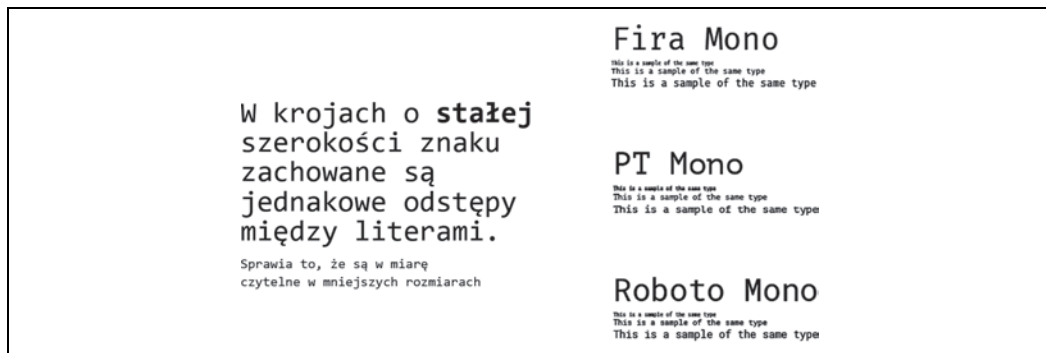 W krojach o stałej
szerokości znaku
zachowane są
jednakowe odstępy
między literami.
Sprawia to, że są w miarę
czytelne w mniejszych rozmiarach
Fira Mono
This is a sample of the same type
This is a sample of the same type
This is a sample of the same type
PT Mono
This is a sample of the same type
This is a sample of the same type
This is a sample of the same type
Roboto Mono
This is a sample of the same type
This is a sample of the same type
This is a sample of the same type